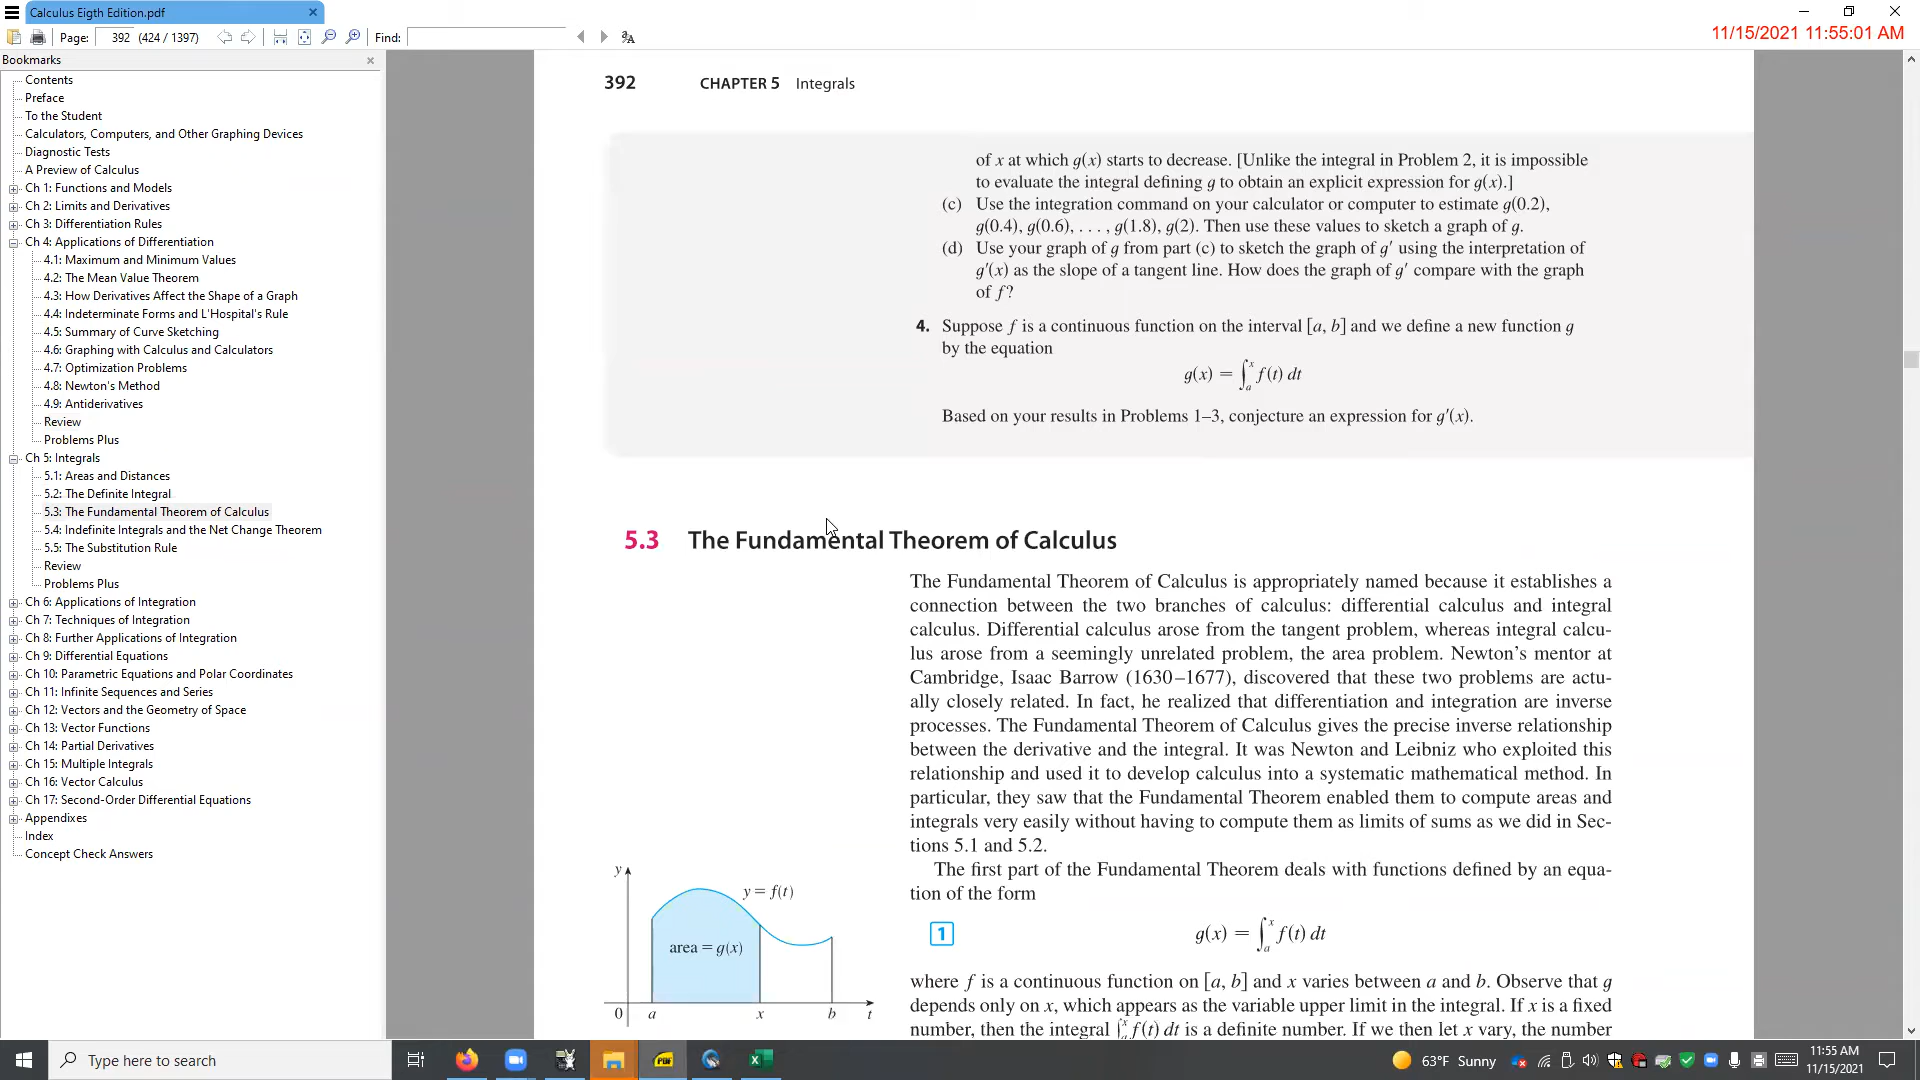 Calculus Eigth Edition.pdf
11/15/2021 11:55:01 AM
Page: 392 (424 / 1397) Find:
Bookmarks
Contents
Preface
To the Student
Calculators, Computers, and Other Graphing Devices
Diagnostic Tests
A Preview of Calculus
Ch 1: Functions and Models
Ch 2: Limits and Derivatives
Ch 3: Differentiation Rules
Ch 4: Applications of Differentiation
4.1: Maximum and Minimum Values
4.2: The Mean Value Theorem
4.3: How Derivatives Affect the Shape of a Graph
4.4: Indeterminate Forms and L'Hospital's Rule
4.5: Summary of Curve Sketching
4.6: Graphing with Calculus and Calculators
4.7: Optimization Problems
4.8: Newton's Method
4.9: Antiderivatives
Review
Problems Plus
Ch 5: Integrals
5.1: Areas and Distances
5.2: The Definite Integral
5.3: The Fundamental Theorem of Calculus
5.4: Indefinite Integrals and the Net Change Theorem
5.5: The Substitution Rule
Review
Problems Plus
Ch 6: Applications of Integration
Ch 7: Techniques of Integration
Ch 8: Further Applications of Integration
Ch 9: Differential Equations
Ch 10: Parametric Equations and Polar Coordinates
Ch 11: Infinite Sequences and Series
Ch 12: Vectors and the Geometry of Space
Ch 13: Vector Functions
Ch 14: Partial Derivatives
Ch 15: Multiple Integrals
Ch 16: Vector Calculus
Ch 17: Second-Order Differential Equations
Appendixes
Index
Concept Check Answers
392 CHAPTER 5 Integrals
of x at which g(x) starts to decrease. [Unlike the integral in Problem 2, it is impossible
to evaluate the integral defining g to obtain an explicit expression for g(x).]
(c) Use the integration command on your calculator or computer to estimate g(0.2),
g(0.4), g(0.6), . . . , g(1.8), g(2). Then use these values to sketch a graph of g.
(d) Use your graph of g from part (c) to sketch the graph of g′ using the interpretation of
g′(x) as the slope of a tangent line. How does the graph of g′ compare with the graph
of f?
4. Suppose f is a continuous function on the interval [a, b] and we define a new function g
by the equation
g(x) = ∫ₐˣ f(t) dt
Based on your results in Problems 1–3, conjecture an expression for g′(x).
5.3 The Fundamental Theorem of Calculus
The Fundamental Theorem of Calculus is appropriately named because it establishes a
connection between the two branches of calculus: differential calculus and integral
calculus. Differential calculus arose from the tangent problem, whereas integral calcu-
lus arose from a seemingly unrelated problem, the area problem. Newton's mentor at
Cambridge, Isaac Barrow (1630–1677), discovered that these two problems are actu-
ally closely related. In fact, he realized that differentiation and integration are inverse
processes. The Fundamental Theorem of Calculus gives the precise inverse relationship
between the derivative and the integral. It was Newton and Leibniz who exploited this
relationship and used it to develop calculus into a systematic mathematical method. In
particular, they saw that the Fundamental Theorem enabled them to compute areas and
integrals very easily without having to compute them as limits of sums as we did in Sec-
tions 5.1 and 5.2.
The first part of the Fundamental Theorem deals with functions defined by an equa-
tion of the form
1 g(x) = ∫ₐˣ f(t) dt
where f is a continuous function on [a, b] and x varies between a and b. Observe that g
depends only on x, which appears as the variable upper limit in the integral. If x is a fixed
number, then the integral ∫ₐˣ f(t) dt is a definite number. If we then let x vary, the number
y
y = f(t)
area = g(x)
0 a x b t
Type here to search
PDF
63°F Sunny
11:55 AM
11/15/2021